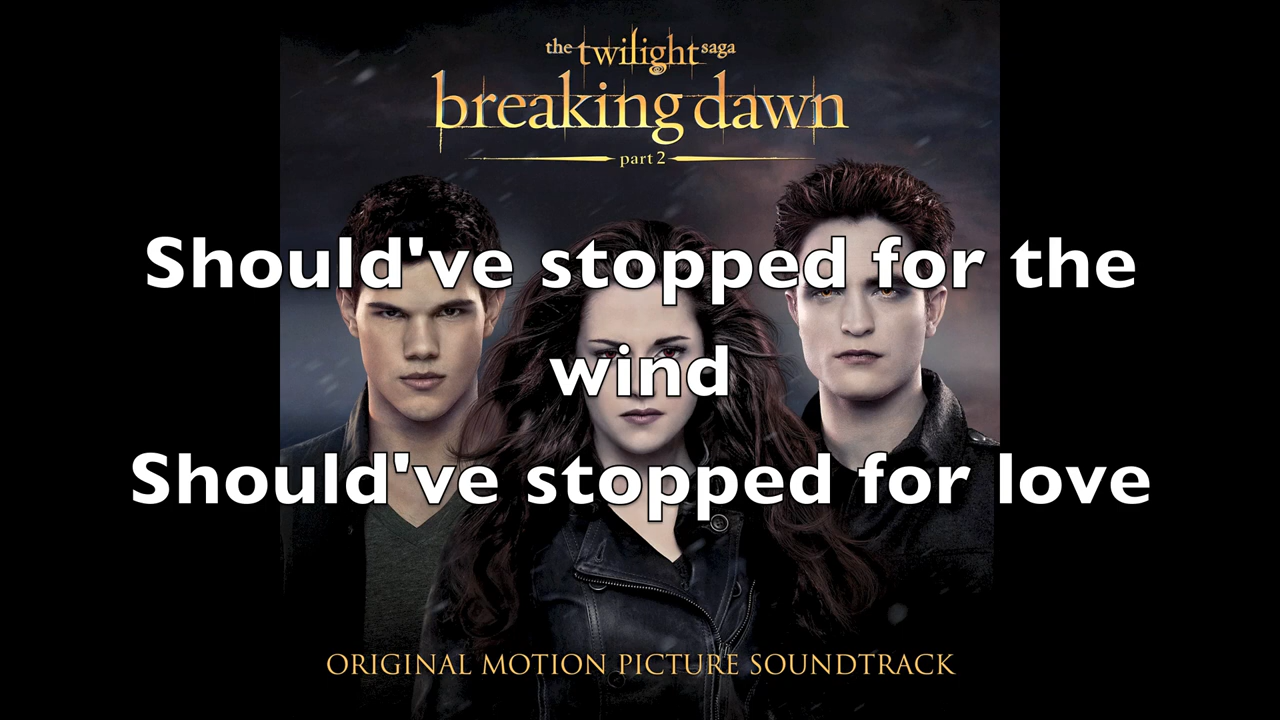 the twilight saga
breaking dawn
part 2
Should've stopped for the
wind
Should've stopped for love
ORIGINAL MOTION PICTURE SOUNDTRACK